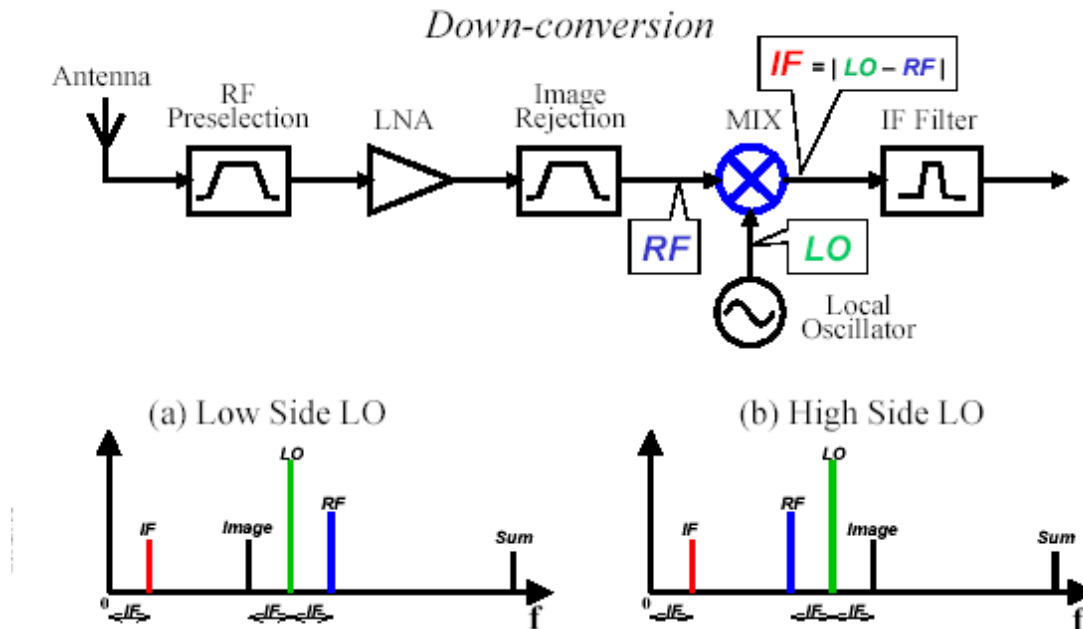 Down-conversion
Antenna
RF
Preselection
LNA
Image
Rejection
MIX
IF = | LO – RF |
IF Filter
RF
LO
Local
Oscillator
(a) Low Side LO
LO
RF
Image
IF
Sum
0
IF
IF
IF
f
(b) High Side LO
LO
RF
Image
IF
Sum
0
IF
IF
IF
f